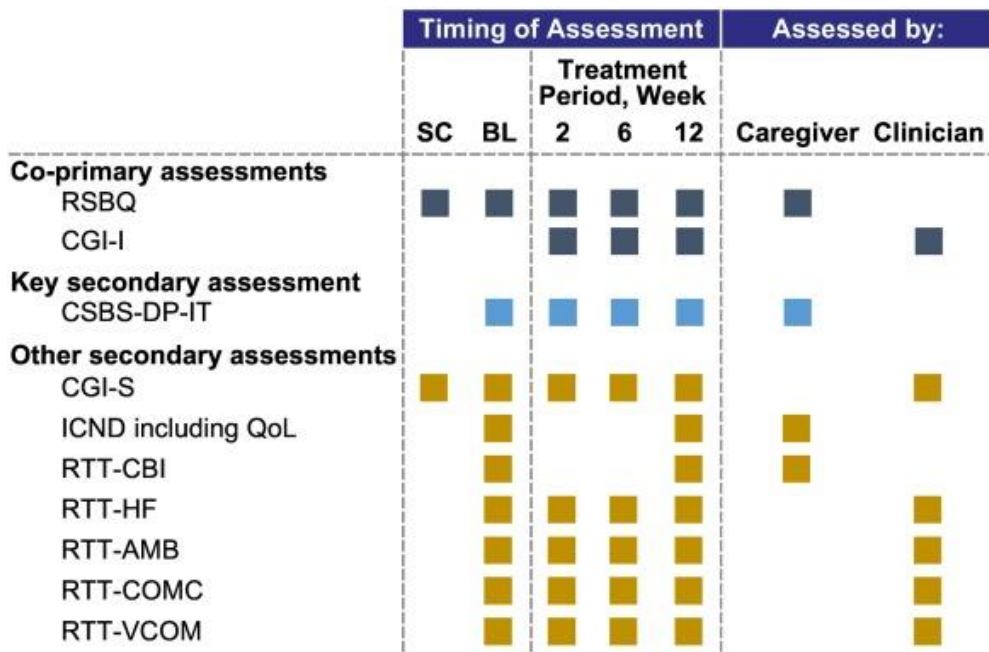 Timing of Assessment Assessed by:
Treatment
Period, Week
SC BL 2 6 12 Caregiver Clinician
Co-primary assessments
RSBQ
CGI-I
Key secondary assessment
CSBS-DP-IT
Other secondary assessments
CGI-S
ICND including QoL
RTT-CBI
RTT-HF
RTT-AMB
RTT-COMC
RTT-VCOM